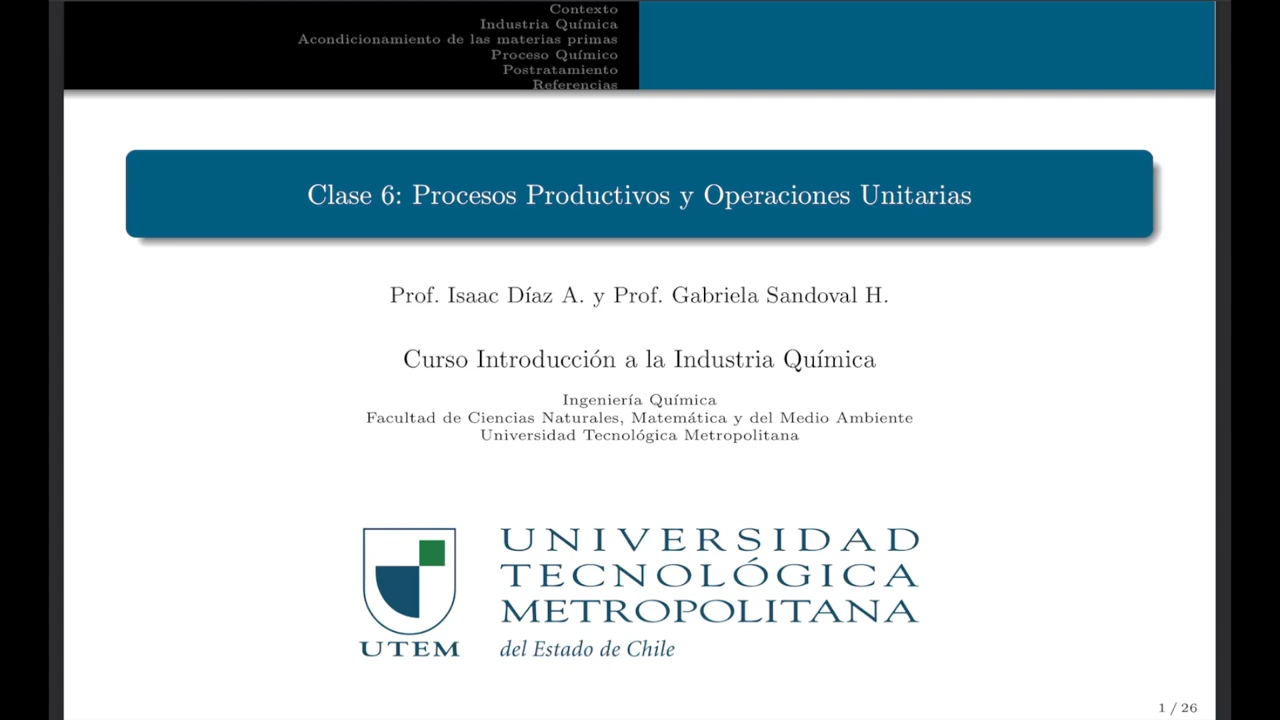 Contexto
Industria Química
Acondicionamiento de las materias primas
Proceso Químico
Postratamiento
Referencias
Clase 6: Procesos Productivos y Operaciones Unitarias
Prof. Isaac Díaz A. y Prof. Gabriela Sandoval H.
Curso Introducción a la Industria Química
Ingeniería Química
Facultad de Ciencias Naturales, Matemática y del Medio Ambiente
Universidad Tecnológica Metropolitana
UNIVERSIDAD
TECNOLÓGICA
METROPOLITANA
UTEM
del Estado de Chile
1 / 26